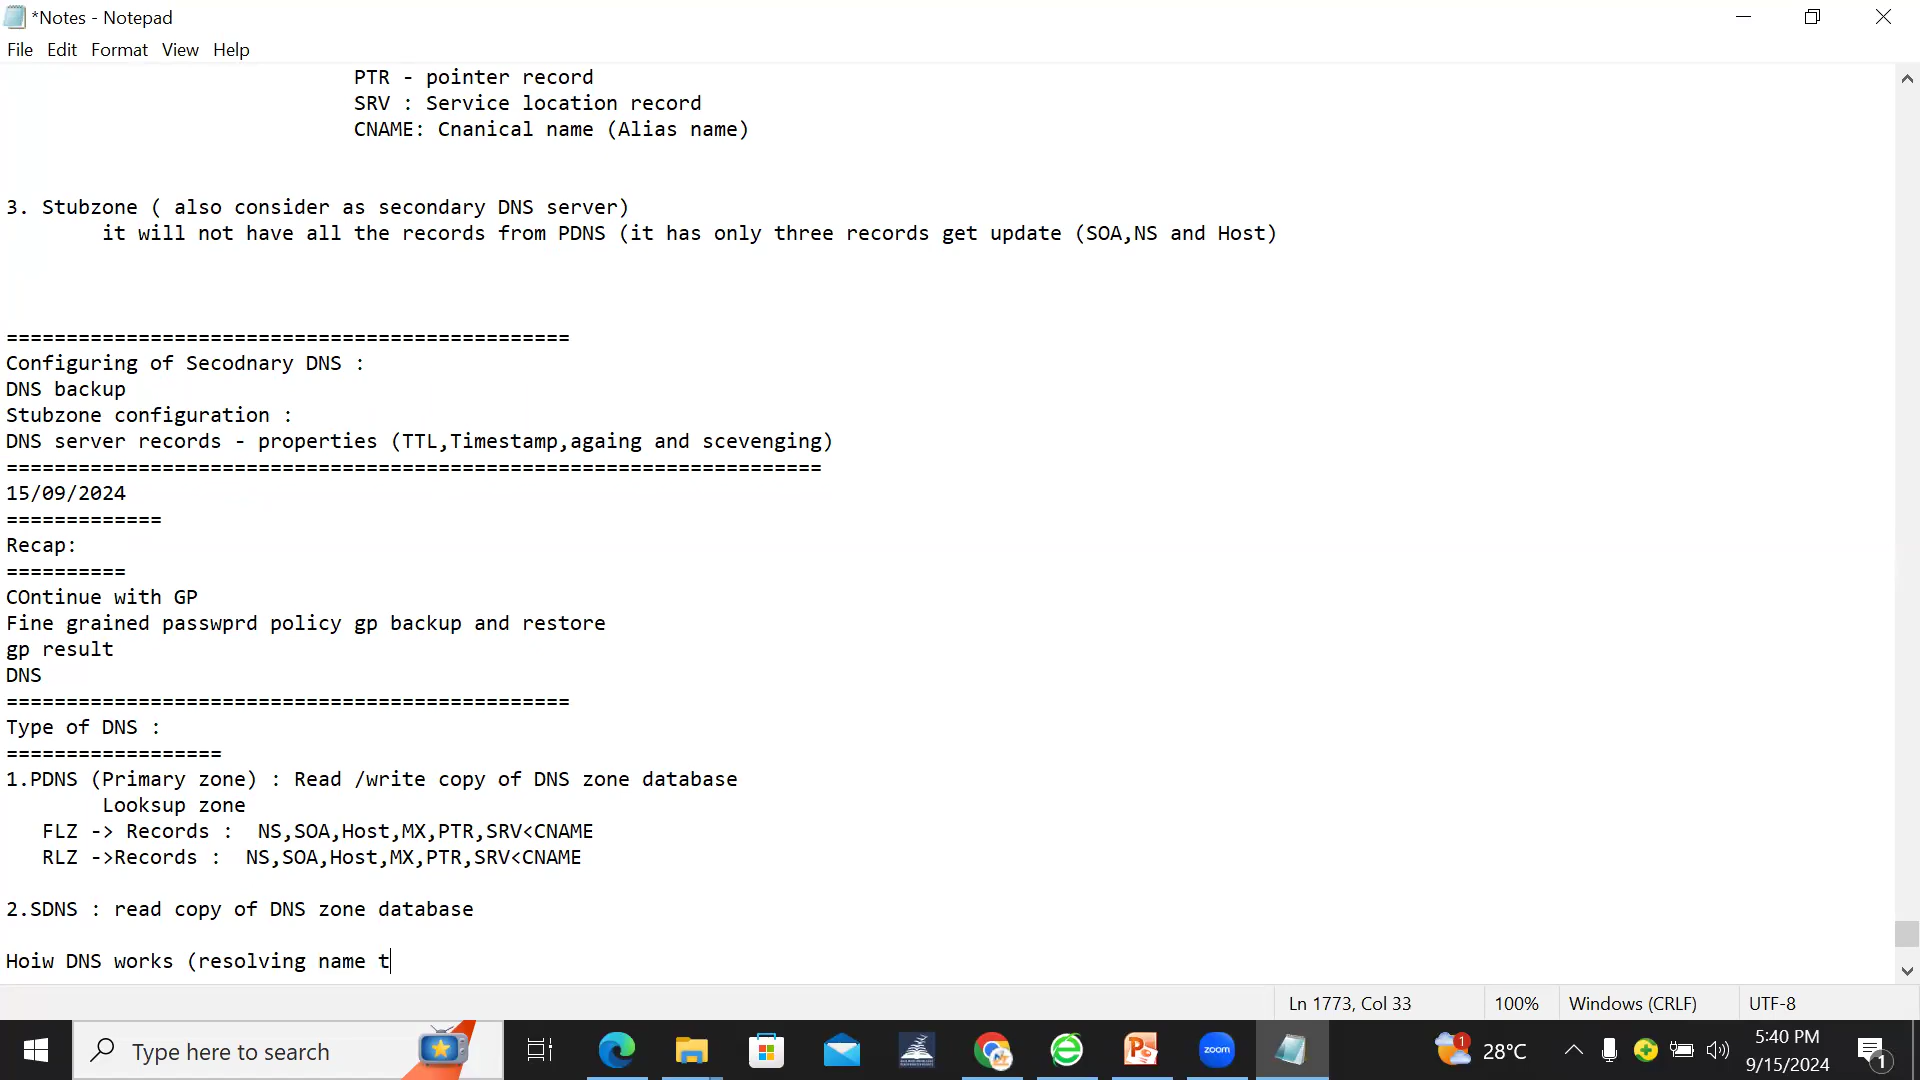 *Notes - Notepad
File Edit Format View Help
PTR - pointer record
SRV : Service location record
CNAME: Cnanical name (Alias name)
3. Stubzone ( also consider as secondary DNS server)
it will not have all the records from PDNS (it has only three records get update (SOA,NS and Host)
===============================================
Configuring of Secodnary DNS :
DNS backup
Stubzone configuration :
DNS server records - properties (TTL,Timestamp,againg and scevenging)
====================================================================
15/09/2024
=============
Recap:
==========
COntinue with GP
Fine grained passwprd policy gp backup and restore
gp result
DNS
===============================================
Type of DNS :
==================
1.PDNS (Primary zone) : Read /write copy of DNS zone database
Looksup zone
FLZ -> Records :  NS,SOA,Host,MX,PTR,SRV<CNAME
RLZ ->Records :  NS,SOA,Host,MX,PTR,SRV<CNAME
2.SDNS : read copy of DNS zone database
Hoiw DNS works (resolving name t
Ln 1773, Col 33 100% Windows (CRLF) UTF-8
Type here to search zoom 1 28°C 5:40 PM 1
9/15/2024